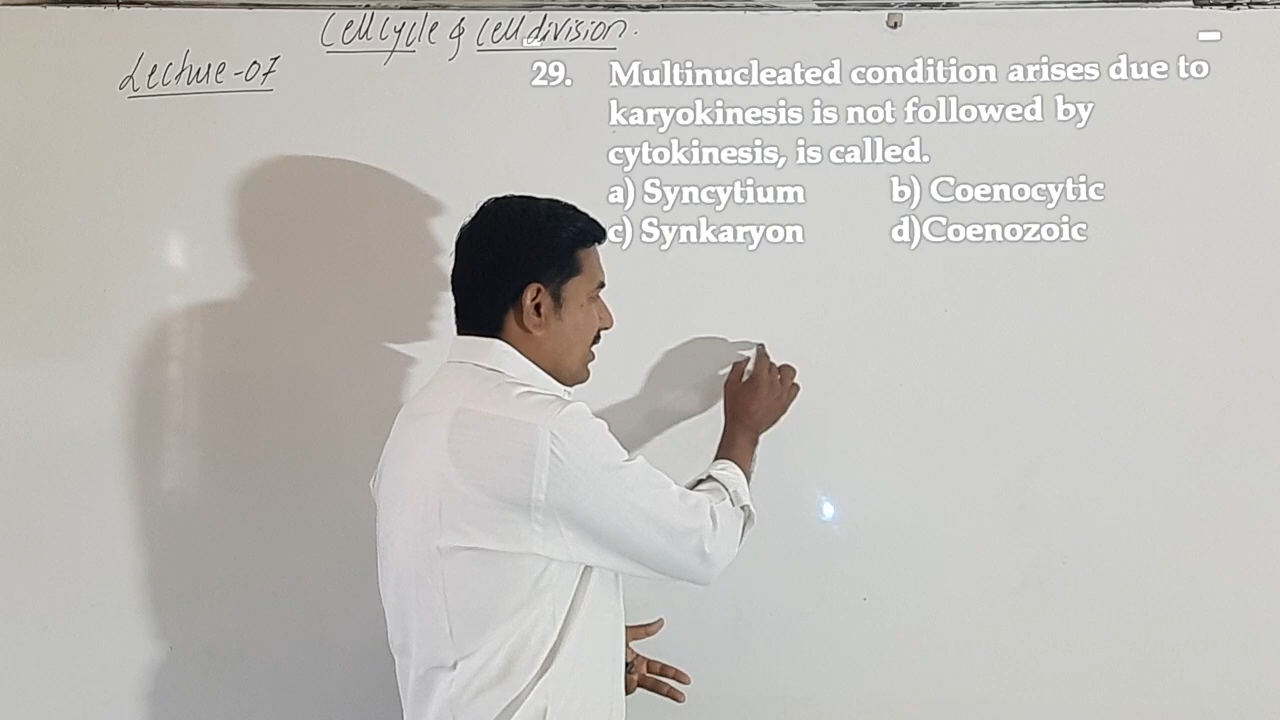 Cell cycle & cell division.
Lecture-07
29. Multinucleated condition arises due to
karyokinesis is not followed by
cytokinesis, is called.
a) Syncytium b) Coenocytic
c) Synkaryon d)Coenozoic